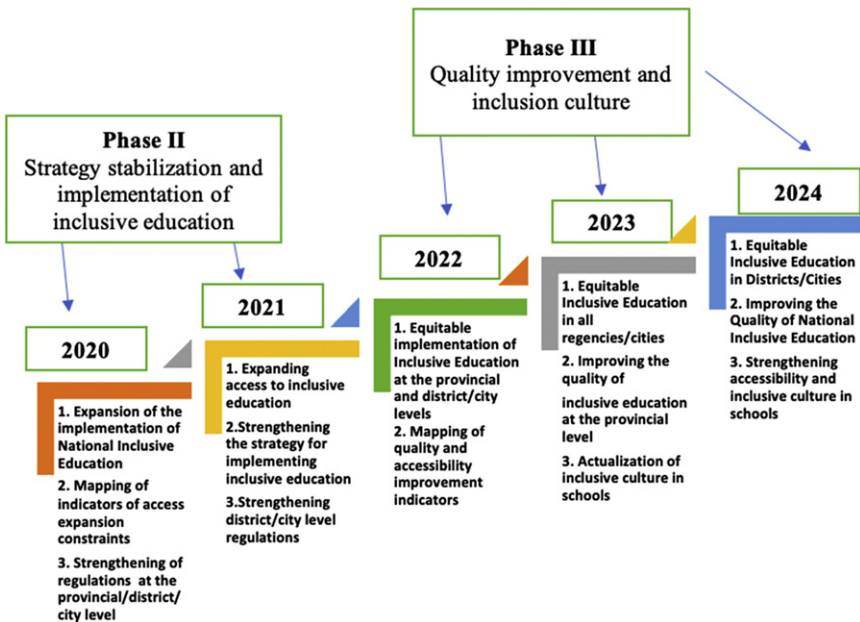 Phase III
Quality improvement and
inclusion culture
Phase II
Strategy stabilization and
implementation of
inclusive education
2020
1. Expansion of the
implementation of
National Inclusive
Education
2. Mapping of
indicators of access
expansion
constraints
3. Strengthening of
regulations at the
provincial/district/
city level
2021
1. Expanding
access to inclusive
education
2.Strengthening
the strategy for
implementing
inclusive education
3.Strengthening
district/city level
regulations
2022
1. Equitable
implementation of
Inclusive Education
at the provincial
and district/city
levels
2. Mapping of
quality and
accessibility
improvement
indicators
2023
1. Equitable
Inclusive Education
in all
regencies/cities
2. Improving the
quality of
inclusive education
at the provincial
level
3. Actualization of
inclusive culture in
schools
2024
1. Equitable
Inclusive Education
in Districts/Cities
2. Improving the
Quality of National
Inclusive Education
3. Strengthening
accessibility and
inclusive culture in
schools